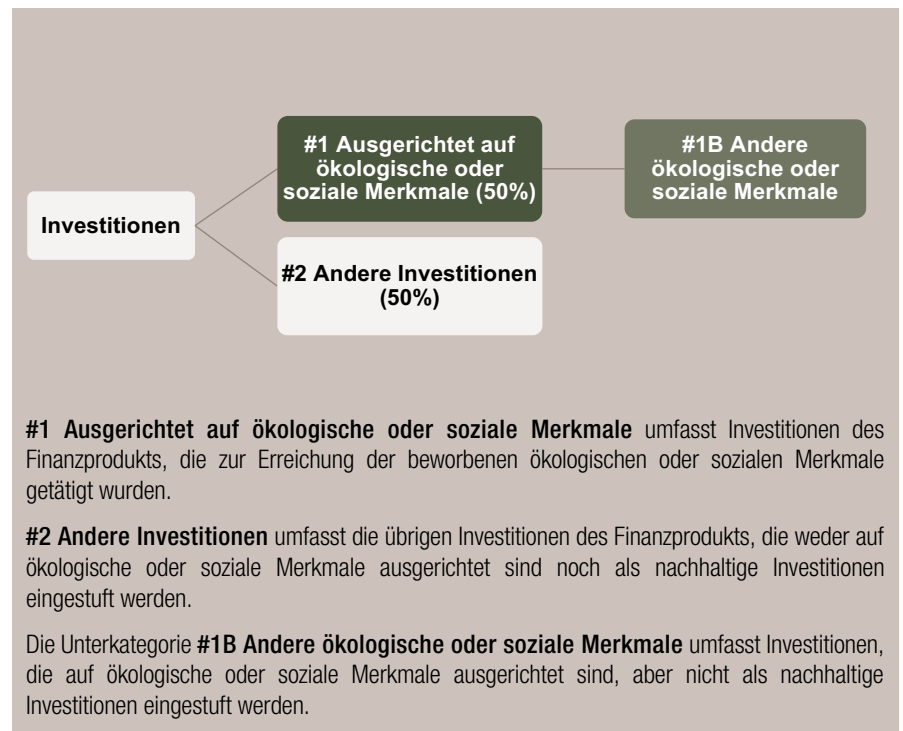 #1 Ausgerichtet auf
ökologische oder
soziale Merkmale (50%)
#1B Andere
ökologische oder
soziale Merkmale
Investitionen
#2 Andere Investitionen
(50%)
#1 Ausgerichtet auf ökologische oder soziale Merkmale umfasst Investitionen des
Finanzprodukts, die zur Erreichung der beworbenen ökologischen oder sozialen Merkmale
getätigt wurden.
#2 Andere Investitionen umfasst die übrigen Investitionen des Finanzprodukts, die weder auf
ökologische oder soziale Merkmale ausgerichtet sind noch als nachhaltige Investitionen
eingestuft werden.
Die Unterkategorie #1B Andere ökologische oder soziale Merkmale umfasst Investitionen,
die auf ökologische oder soziale Merkmale ausgerichtet sind, aber nicht als nachhaltige
Investitionen eingestuft werden.